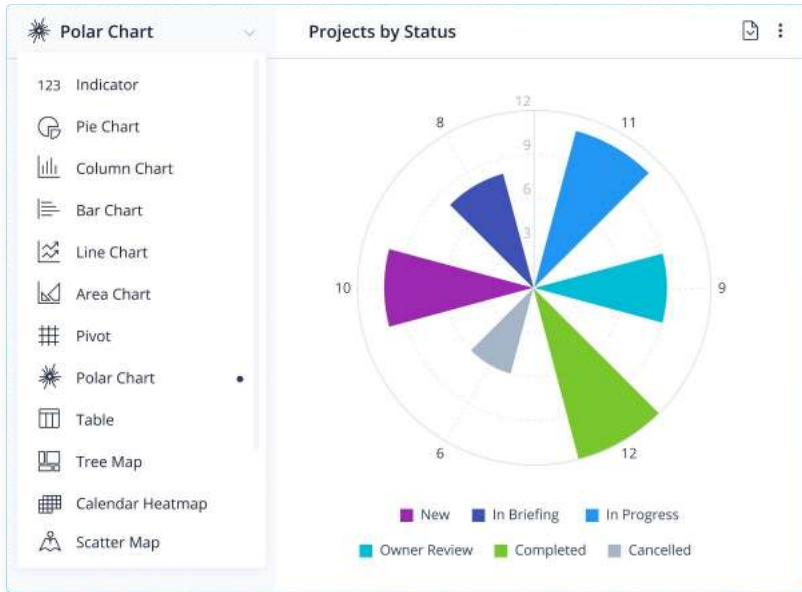 Polar Chart
Projects by Status
123 Indicator
Pie Chart
Column Chart
Bar Chart
Line Chart
Area Chart
Pivot
Polar Chart
Table
Tree Map
Calendar Heatmap
Scatter Map
12
8
11
9
6
3
10
9
6
12
New In Briefing In Progress
Owner Review Completed Cancelled